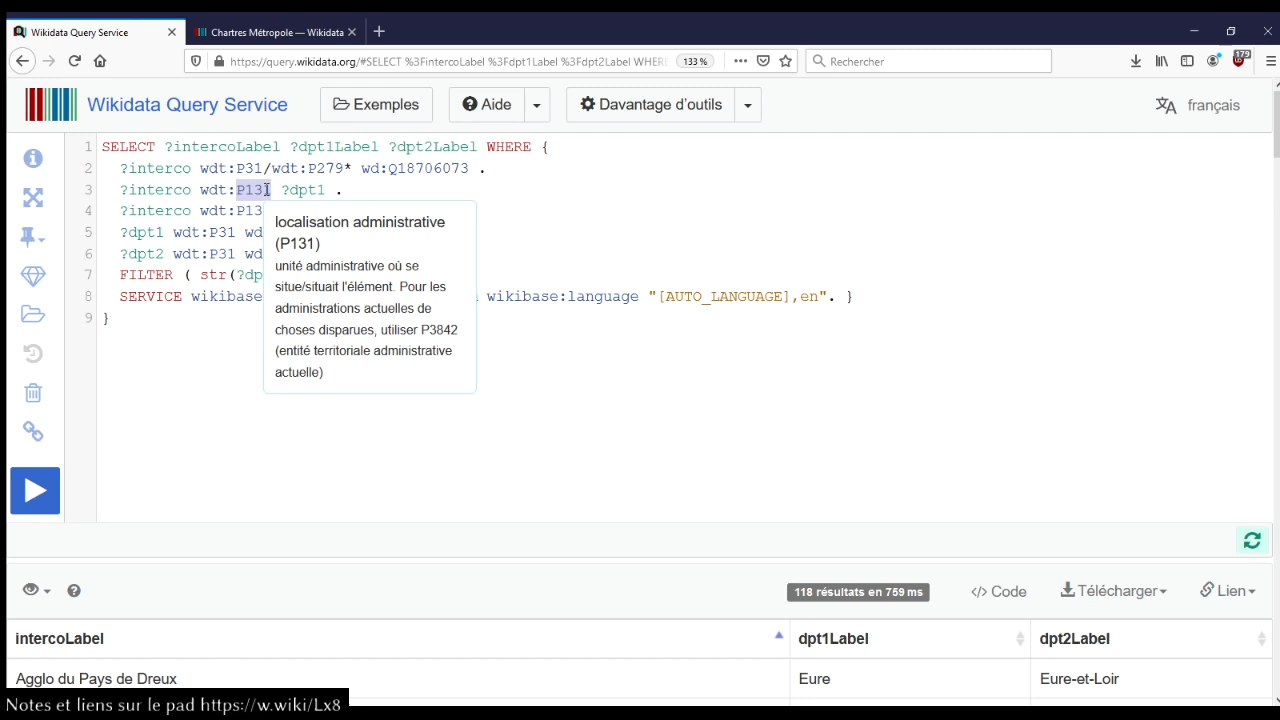 Wikidata Query Service
Chartres Métropole — Wikidata
https://query.wikidata.org/#SELECT %3FintercoLabel %3Fdpt1Label %3Fdpt2Label WHERE
133 %
Rechercher
179
Wikidata Query Service
Exemples
Aide
Davantage d'outils
français
1 SELECT ?intercoLabel ?dpt1Label ?dpt2Label WHERE {
2 ?interco wdt:P31/wdt:P279* wd:Q18706073 .
3 ?interco wdt:P131 ?dpt1 .
4 ?interco wdt:P13
5 ?dpt1 wdt:P31 wd
6 ?dpt2 wdt:P31 wd
7 FILTER ( str(?dp
8 SERVICE wikibase wikibase:language "[AUTO_LANGUAGE],en". }
9 }
localisation administrative
(P131)
unité administrative où se
situe/situait l'élément. Pour les
administrations actuelles de
choses disparues, utiliser P3842
(entité territoriale administrative
actuelle)
118 résultats en 759 ms
</> Code
Télécharger
Lien
intercoLabel dpt1Label dpt2Label
Agglo du Pays de Dreux Eure Eure-et-Loir
Notes et liens sur le pad https://w.wiki/Lx8